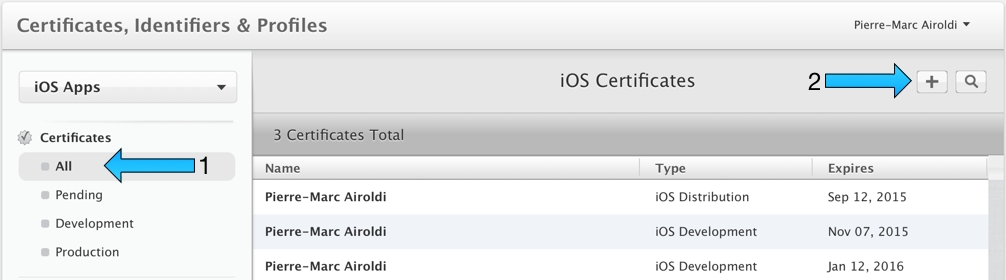 Certificates, Identifiers & Profiles
Pierre-Marc Airoldi
iOS Apps
iOS Certificates
2
3 Certificates Total
Certificates
All
1
Pending
Development
Production
Name Type Expires
Pierre-Marc Airoldi iOS Distribution Sep 12, 2015
Pierre-Marc Airoldi iOS Development Nov 07, 2015
Pierre-Marc Airoldi iOS Development Jan 12, 2016